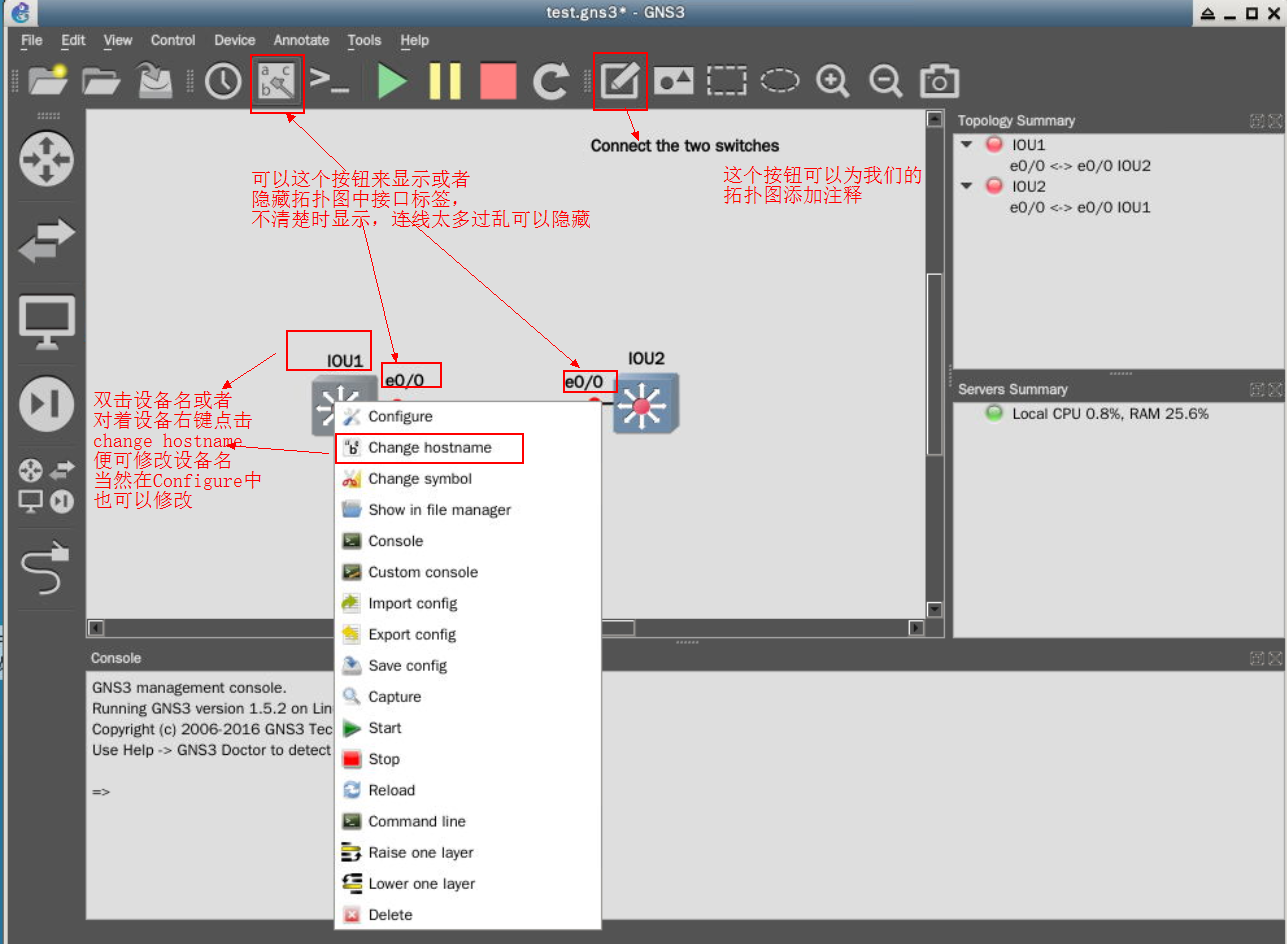 test.gns3* - GNS3
File Edit View Control Device Annotate Tools Help
a c
b
Connect the two switches
这个按钮可以为我们的
拓扑图添加注释
可以这个按钮来显示或者
隐藏拓扑图中接口标签，
不清楚时显示，连线太多过乱可以隐藏
IOU1
e0/0
e0/0
IOU2
双击设备名或者
对着设备右键点击
change hostname
便可修改设备名
当然在Configure中
也可以修改
Configure
Change hostname
Change symbol
Show in file manager
Console
Custom console
Import config
Export config
Save config
Capture
Start
Stop
Reload
Command line
Raise one layer
Lower one layer
Delete
Topology Summary
IOU1
e0/0 <-> e0/0 IOU2
IOU2
e0/0 <-> e0/0 IOU1
Servers Summary
Local CPU 0.8%, RAM 25.6%
Console
GNS3 management console.
Running GNS3 version 1.5.2 on Lin
Copyright (c) 2006-2016 GNS3 Tec
Use Help -> GNS3 Doctor to detect
=>